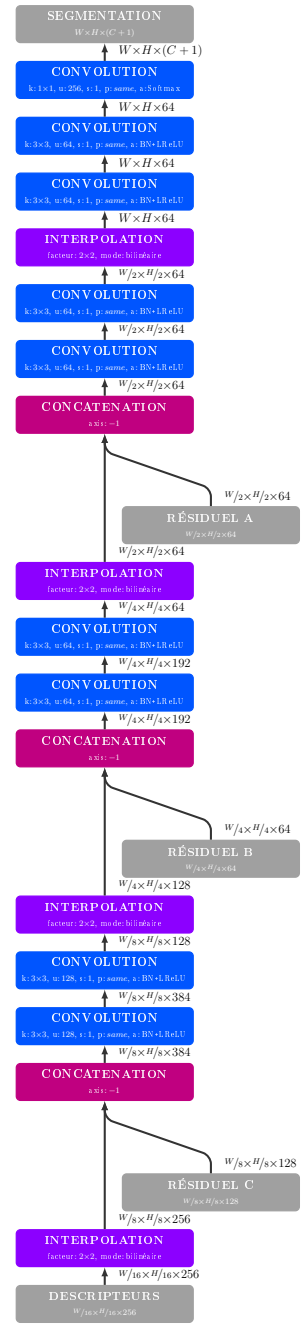 SEGMENTATION
W×H×(C+1)
W×H×(C+1)
CONVOLUTION
k: 1×1, u: 256, s: 1, p: same, a: Softmax
W×H×64
CONVOLUTION
k: 3×3, u: 64, s: 1, p: same, a: BN+LReLU
W×H×64
CONVOLUTION
k: 3×3, u: 64, s: 1, p: same, a: BN+LReLU
W×H×64
INTERPOLATION
facteur: 2×2, mode: bilinéaire
W/2×H/2×64
CONVOLUTION
k: 3×3, u: 64, s: 1, p: same, a: BN+LReLU
W/2×H/2×64
CONVOLUTION
k: 3×3, u: 64, s: 1, p: same, a: BN+LReLU
W/2×H/2×64
CONCATENATION
axis: −1
W/2×H/2×64
RÉSIDUEL A
W/2×H/2×64
W/2×H/2×64
INTERPOLATION
facteur: 2×2, mode: bilinéaire
W/4×H/4×64
CONVOLUTION
k: 3×3, u: 64, s: 1, p: same, a: BN+LReLU
W/4×H/4×192
CONVOLUTION
k: 3×3, u: 64, s: 1, p: same, a: BN+LReLU
W/4×H/4×192
CONCATENATION
axis: −1
W/4×H/4×64
RÉSIDUEL B
W/4×H/4×64
W/4×H/4×128
INTERPOLATION
facteur: 2×2, mode: bilinéaire
W/8×H/8×128
CONVOLUTION
k: 3×3, u: 128, s: 1, p: same, a: BN+LReLU
W/8×H/8×384
CONVOLUTION
k: 3×3, u: 128, s: 1, p: same, a: BN+LReLU
W/8×H/8×384
CONCATENATION
axis: −1
W/8×H/8×128
RÉSIDUEL C
W/8×H/8×128
W/8×H/8×256
INTERPOLATION
facteur: 2×2, mode: bilinéaire
W/16×H/16×256
DESCRIPTEURS
W/16×H/16×256